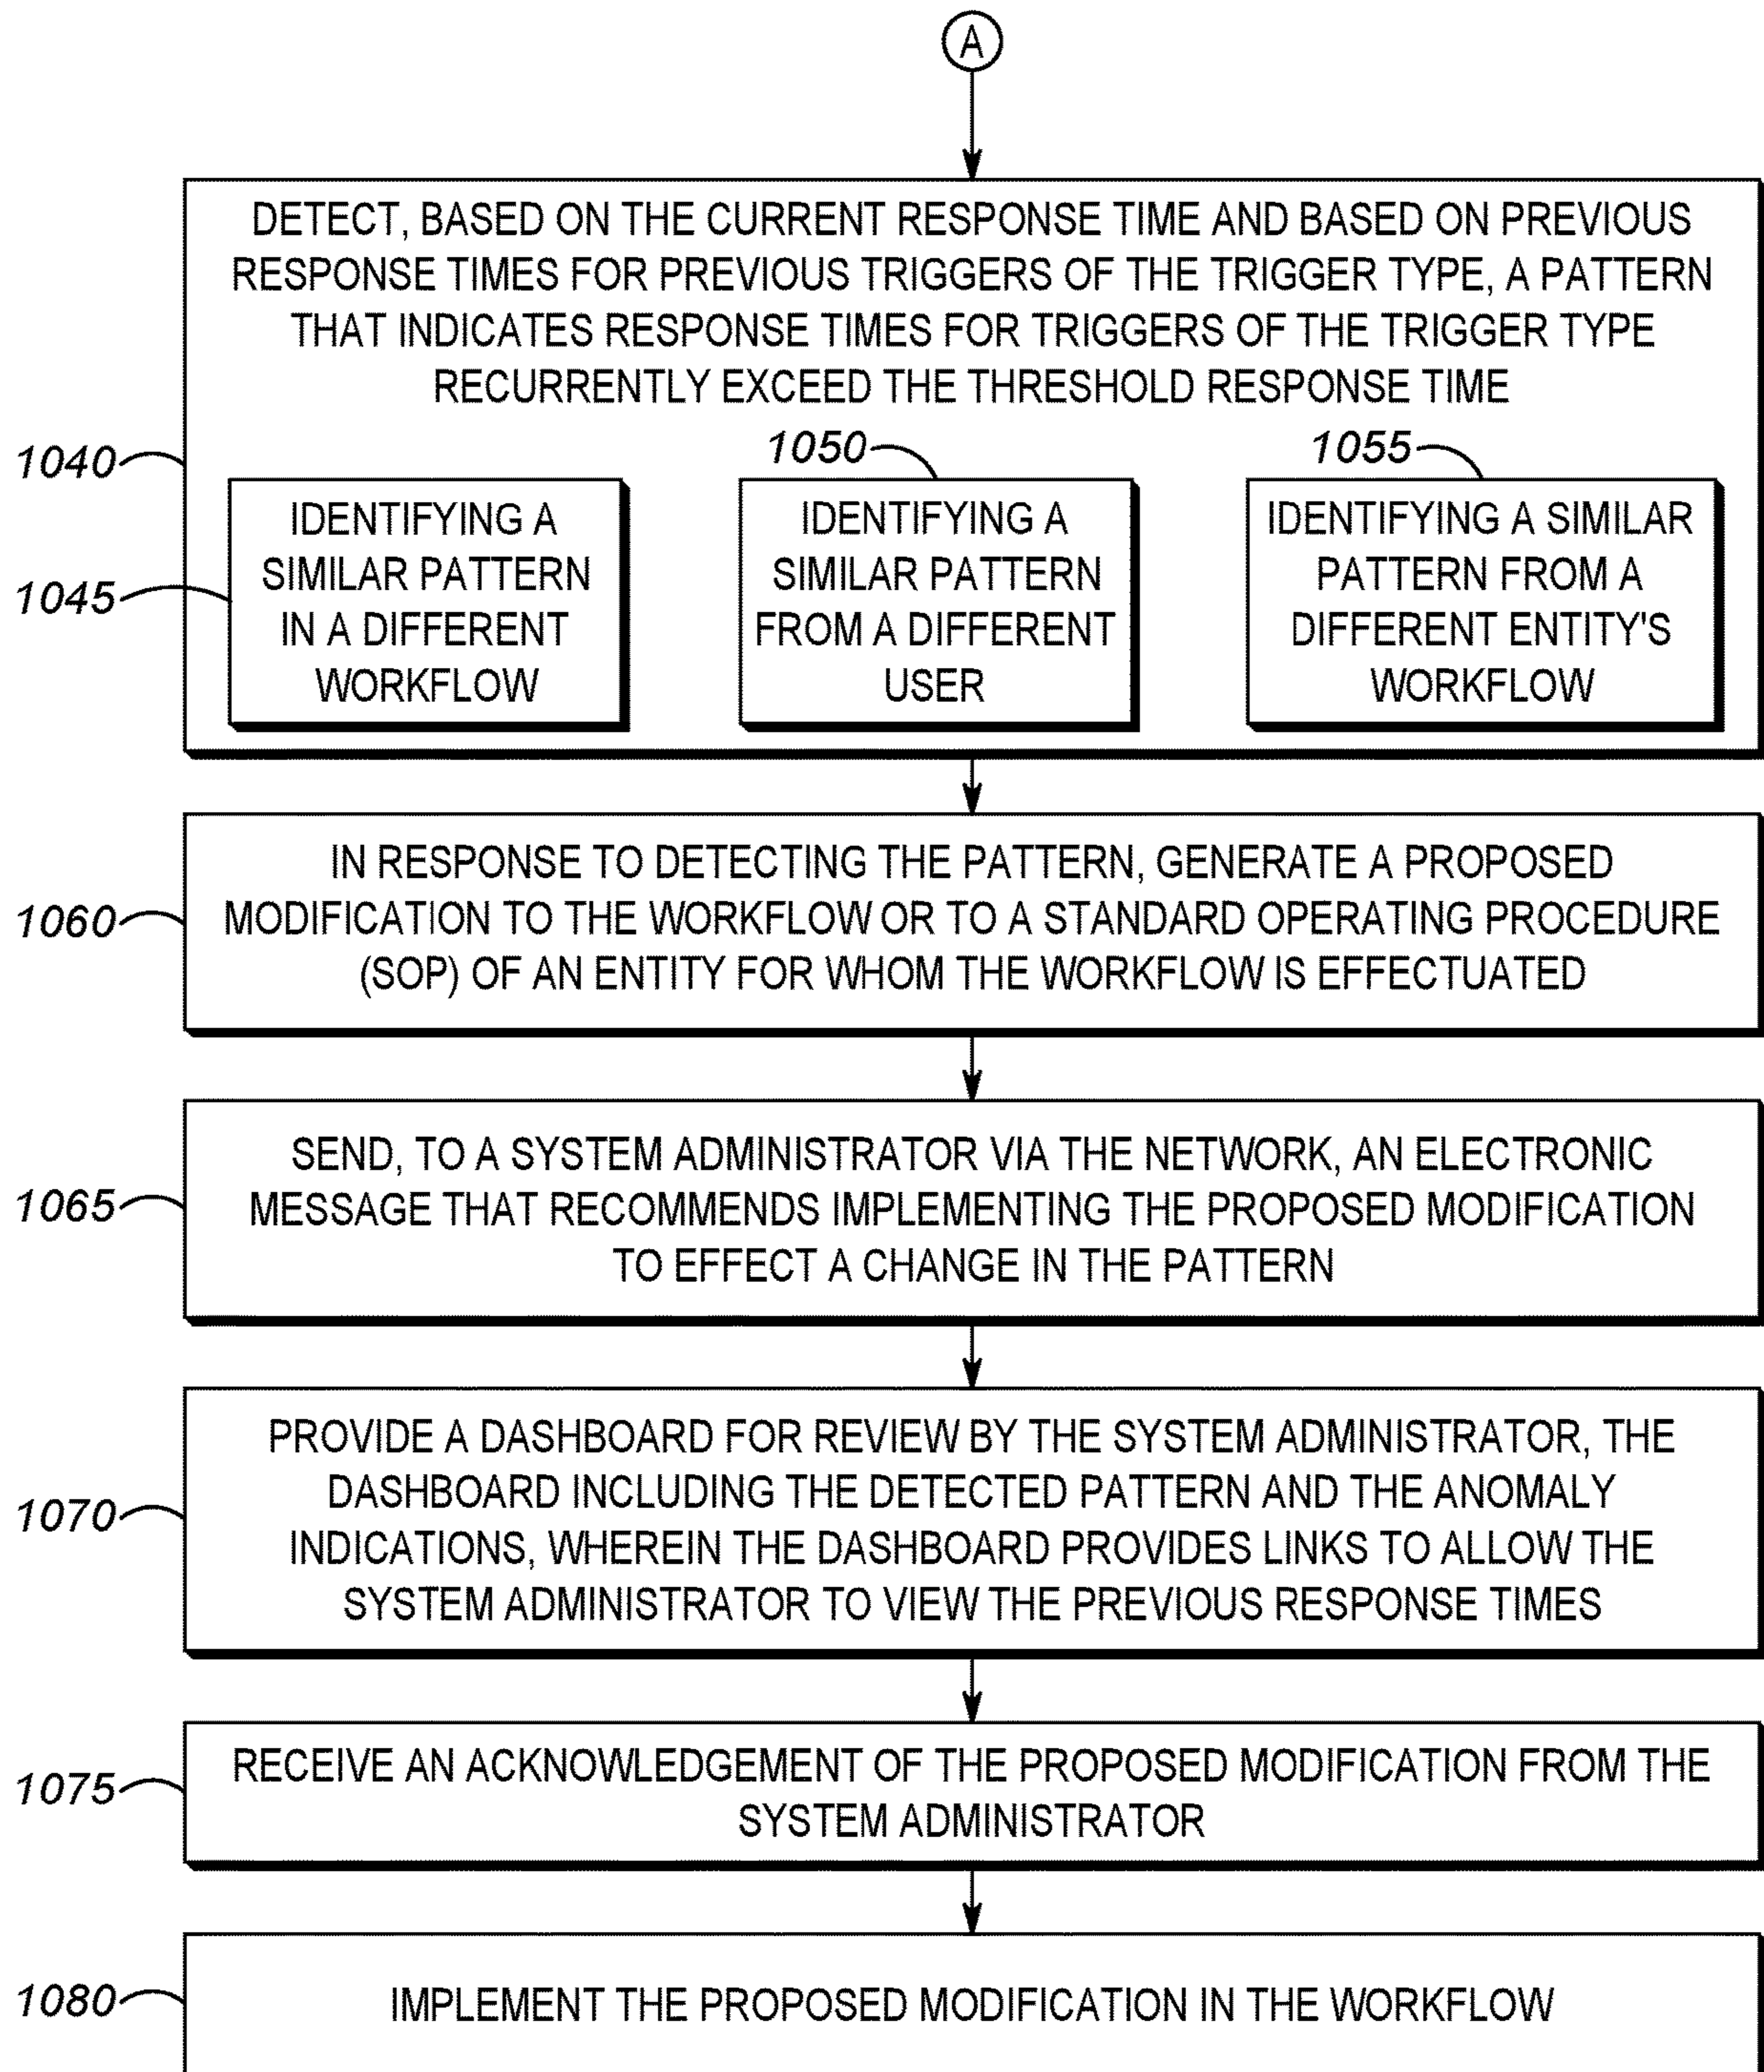 A
DETECT, BASED ON THE CURRENT RESPONSE TIME AND BASED ON PREVIOUS
RESPONSE TIMES FOR PREVIOUS TRIGGERS OF THE TRIGGER TYPE, A PATTERN
THAT INDICATES RESPONSE TIMES FOR TRIGGERS OF THE TRIGGER TYPE
RECURRENTLY EXCEED THE THRESHOLD RESPONSE TIME
1040
1045
IDENTIFYING A
SIMILAR PATTERN
IN A DIFFERENT
WORKFLOW
1050
IDENTIFYING A
SIMILAR PATTERN
FROM A DIFFERENT
USER
1055
IDENTIFYING A SIMILAR
PATTERN FROM A
DIFFERENT ENTITY'S
WORKFLOW
1060
IN RESPONSE TO DETECTING THE PATTERN, GENERATE A PROPOSED
MODIFICATION TO THE WORKFLOW OR TO A STANDARD OPERATING PROCEDURE
(SOP) OF AN ENTITY FOR WHOM THE WORKFLOW IS EFFECTUATED
1065
SEND, TO A SYSTEM ADMINISTRATOR VIA THE NETWORK, AN ELECTRONIC
MESSAGE THAT RECOMMENDS IMPLEMENTING THE PROPOSED MODIFICATION
TO EFFECT A CHANGE IN THE PATTERN
1070
PROVIDE A DASHBOARD FOR REVIEW BY THE SYSTEM ADMINISTRATOR, THE
DASHBOARD INCLUDING THE DETECTED PATTERN AND THE ANOMALY
INDICATIONS, WHEREIN THE DASHBOARD PROVIDES LINKS TO ALLOW THE
SYSTEM ADMINISTRATOR TO VIEW THE PREVIOUS RESPONSE TIMES
1075
RECEIVE AN ACKNOWLEDGEMENT OF THE PROPOSED MODIFICATION FROM THE
SYSTEM ADMINISTRATOR
1080
IMPLEMENT THE PROPOSED MODIFICATION IN THE WORKFLOW